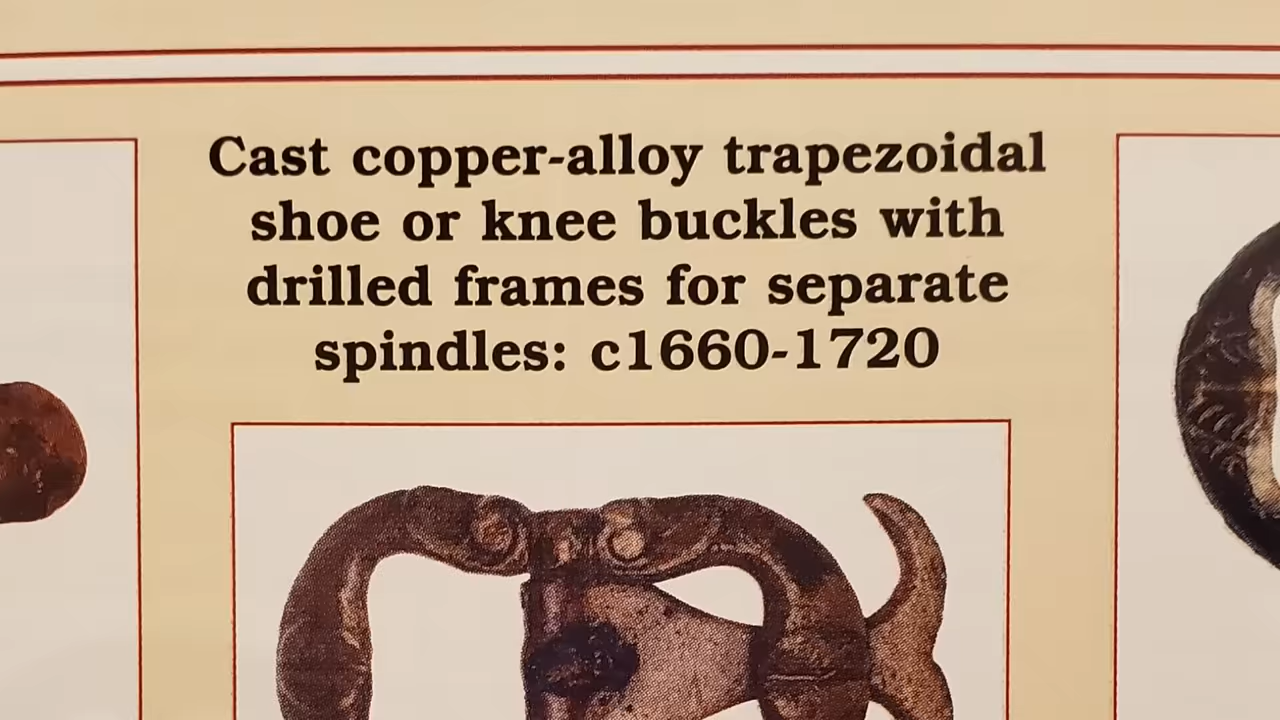 Cast copper-alloy trapezoidal
shoe or knee buckles with
drilled frames for separate
spindles: c1660-1720